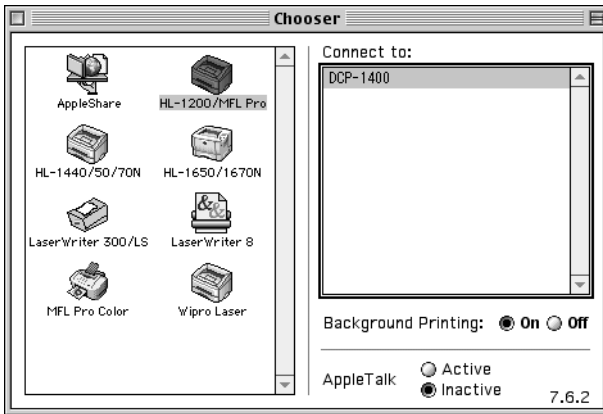 Chooser
AppleShare
HL-1200/MFL Pro
HL-1440/50/70N
HL-1650/1670N
LaserWriter 300/LS
LaserWriter 8
MFL Pro Color
Wipro Laser
Connect to:
DCP-1400
Background Printing: On Off
AppleTalk
Active
Inactive
7.6.2